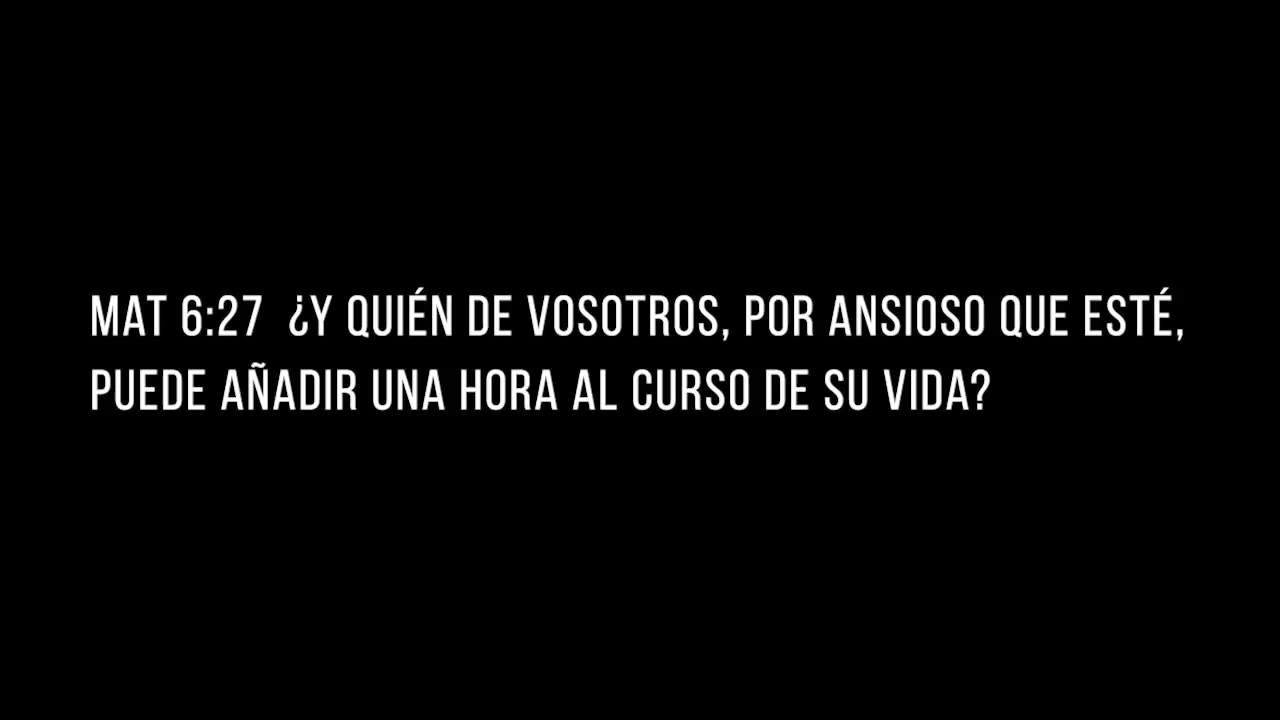 MAT 6:27 ¿Y QUIÉN DE VOSOTROS, POR ANSIOSO QUE ESTÉ,
PUEDE AÑADIR UNA HORA AL CURSO DE SU VIDA?